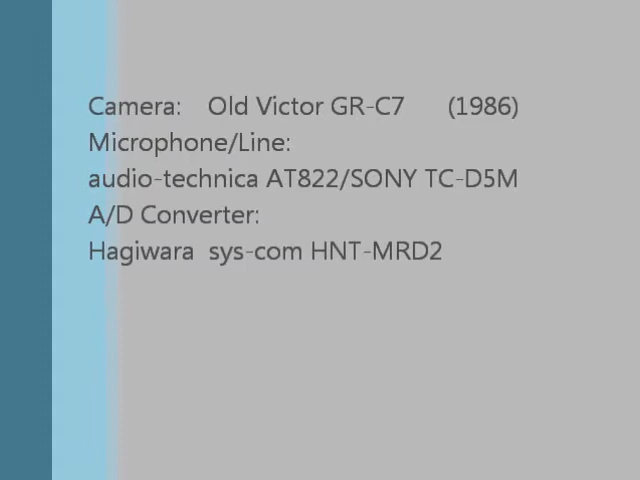 Camera: Old Victor GR-C7 (1986)
Microphone/Line:
audio-technica AT822/SONY TC-D5M
A/D Converter:
Hagiwara sys-com HNT-MRD2